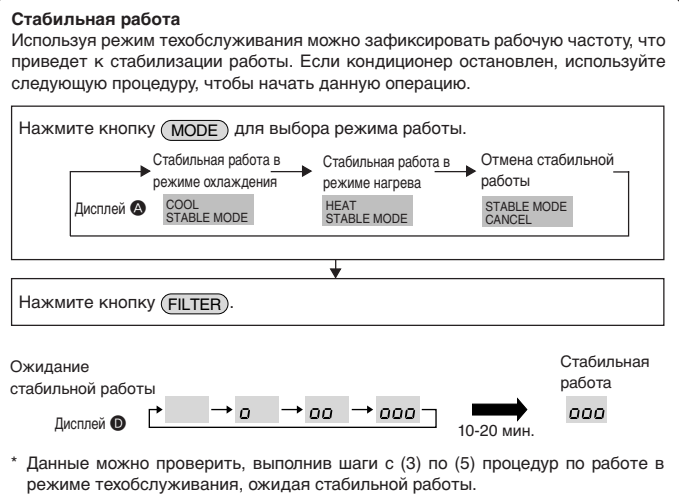 Стабильная работа
Используя режим техобслуживания можно зафиксировать рабочую частоту, что
приведет к стабилизации работы. Если кондиционер остановлен, используйте
следующую процедуру, чтобы начать данную операцию.
Нажмите кнопку MODE для выбора режима работы.
Стабильная работа в
режиме охлаждения
Стабильная работа в
режиме нагрева
Отмена стабильной
работы
Дисплей A
COOL
STABLE MODE
HEAT
STABLE MODE
STABLE MODE
CANCEL
Нажмите кнопку FILTER.
Ожидание
стабильной работы
Стабильная
работа
Дисплей D
o
oo
ooo
10-20 мин.
ooo
* Данные можно проверить, выполнив шаги с (3) по (5) процедур по работе в
режиме техобслуживания, ожидая стабильной работы.